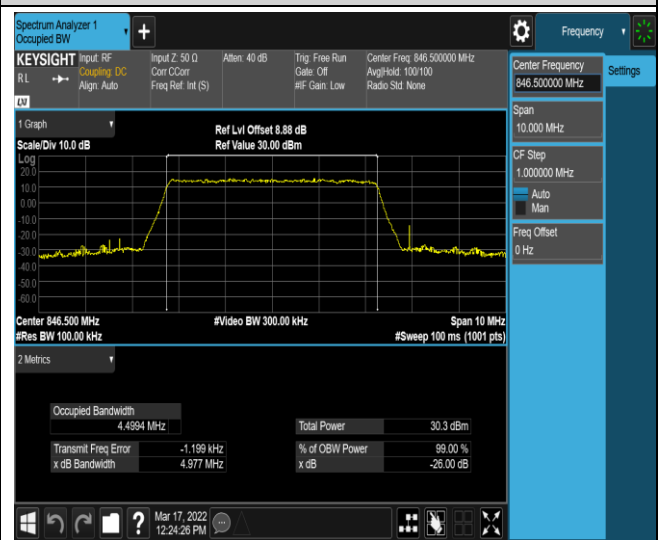 Spectrum Analyzer 1
Occupied BW
Frequency
KEYSIGHT
RL
LXI
Input: RF
Coupling: DC
Align: Auto
Input Z: 50 Ω
Corr CCorr
Freq Ref: Int (S)
Atten: 40 dB
Trig: Free Run
Gate: Off
#IF Gain: Low
Center Freq: 846.500000 MHz
Avg|Hold: 100/100
Radio Std: None
Center Frequency
846.500000 MHz
Settings
Span
10.000 MHz
CF Step
1.000000 MHz
Auto
Man
Freq Offset
0 Hz
1 Graph
Scale/Div 10.0 dB
Ref Lvl Offset 8.88 dB
Ref Value 30.00 dBm
Log
20.0
10.0
0.00
-10.0
-20.0
-30.0
-40.0
-50.0
-60.0
Center 846.500 MHz
#Video BW 300.00 kHz
Span 10 MHz
#Res BW 100.00 kHz
#Sweep 100 ms (1001 pts)
2 Metrics
Occupied Bandwidth
4.4994 MHz
Total Power 30.3 dBm
Transmit Freq Error -1.199 kHz
% of OBW Power 99.00 %
x dB Bandwidth 4.977 MHz
x dB -26.00 dB
?
Mar 17, 2022
12:24:26 PM